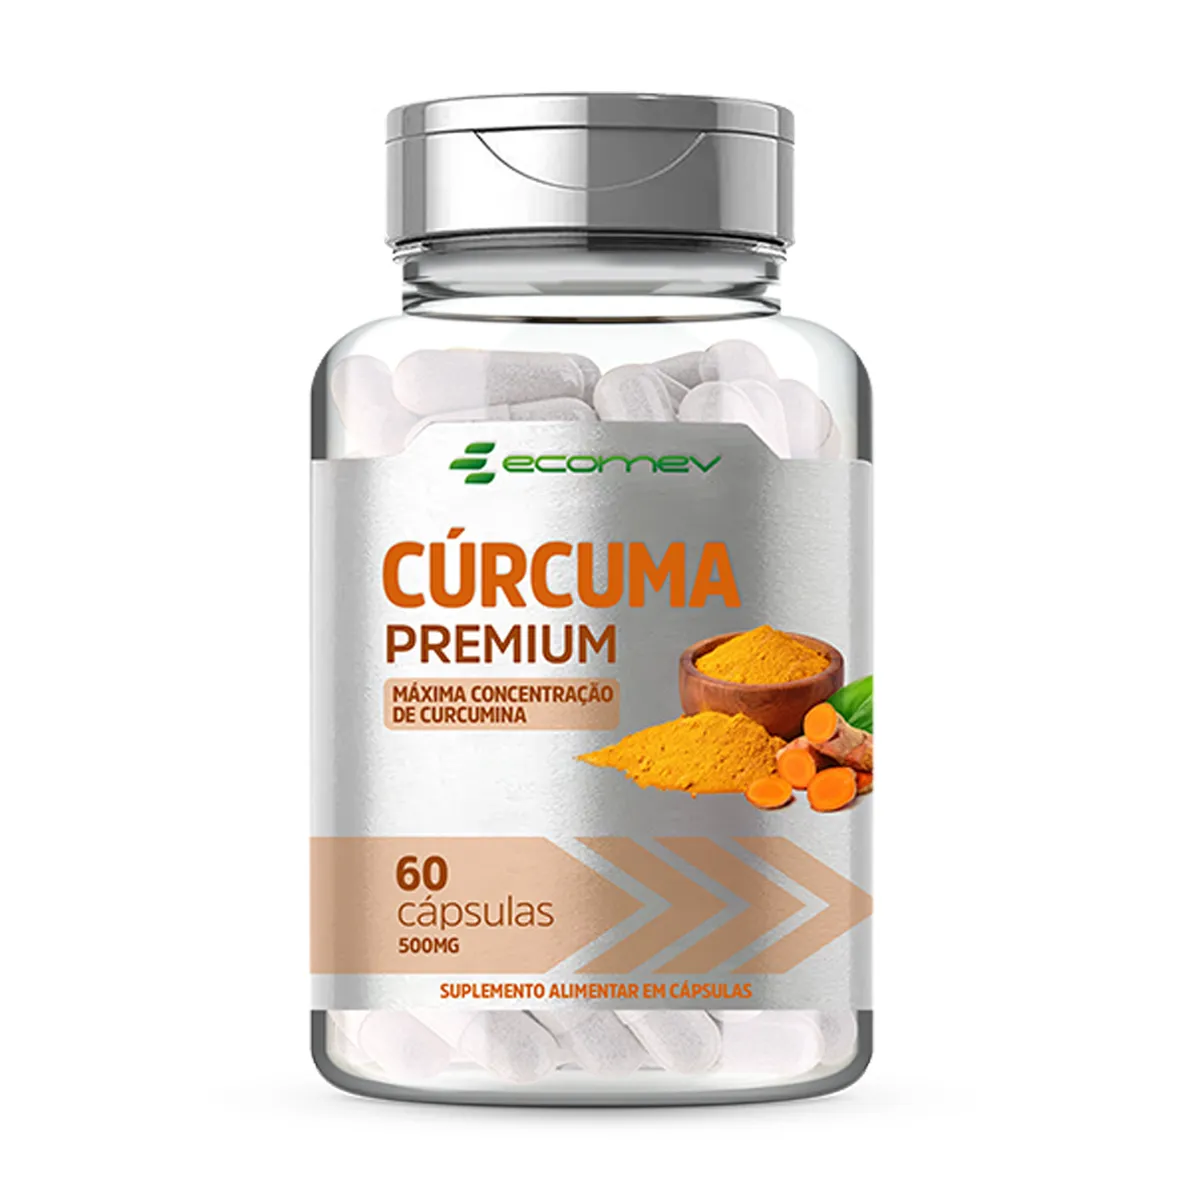 ecomev
CÚRCUMA
PREMIUM
MÁXIMA CONCENTRAÇÃO
DE CURCUMINA
60
cápsulas
500MG
SUPLEMENTO ALIMENTAR EM CÁPSULAS